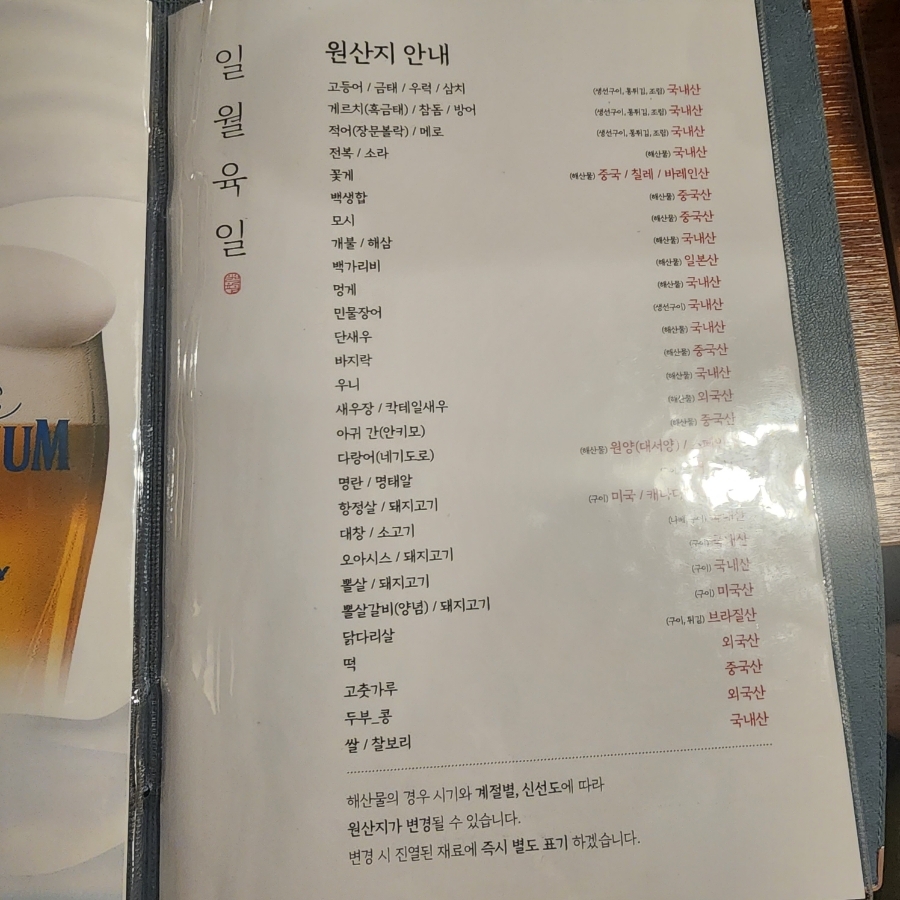 일월육일
원산지 안내
고등어 / 금태 / 우럭 / 삼치 (생선구이, 통튀김, 조림) 국내산
게르치(흑금태) / 참돔 / 방어 (생선구이, 통튀김, 조림) 국내산
적어(장문볼락) / 메로 (생선구이, 통튀김, 조림) 국내산
전복 / 소라 (해산물) 국내산
꽃게 (해산물) 중국 / 칠레 / 바레인산
백생합 (해산물) 중국산
모시 (해산물) 중국산
개불 / 해삼 (해산물) 국내산
백가리비 (해산물) 일본산
멍게 (해산물) 국내산
민물장어 (생선구이) 국내산
단새우 (해산물) 국내산
바지락 (해산물) 중국산
우니 (해산물) 국내산
새우장 / 칵테일새우 (해산물) 외국산
아귀 간(안키모) (해산물) 중국산
다랑어(네기도로) (해산물) 원양(대서양) /
명란 / 명태알
항정살 / 돼지고기 (구이) 미국 /
대창 / 소고기
오아시스 / 돼지고기 (구이) 국내산
뽈살 / 돼지고기 (구이) 국내산
뽈살갈비(양념) / 돼지고기 (구이) 미국산
닭다리살 (구이, 튀김) 브라질산
떡 외국산
고춧가루 중국산
두부_콩 외국산
쌀 / 찰보리 국내산
해산물의 경우 시기와 계절별, 신선도에 따라
원산지가 변경될 수 있습니다.
변경 시 진열된 재료에 즉시 별도 표기 하겠습니다.
UM